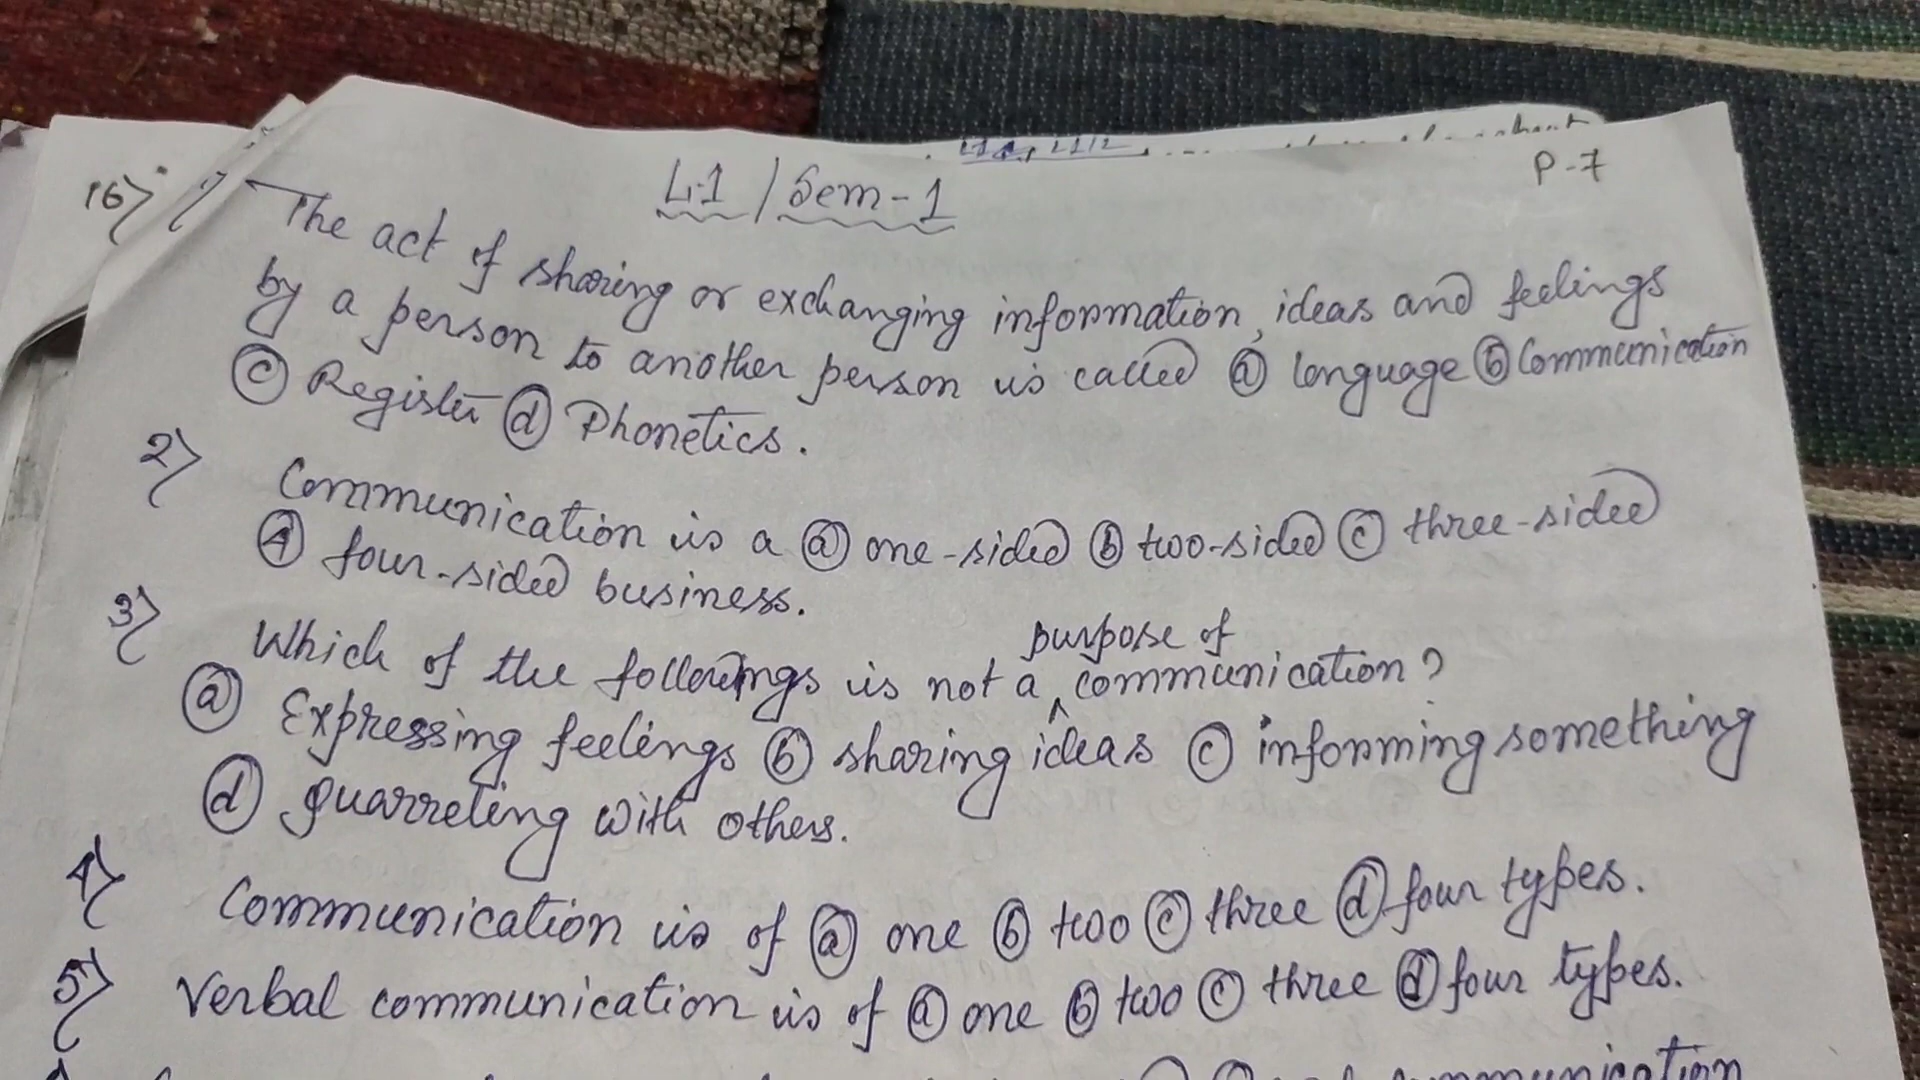 P-7
L-1 / Sem-1
16)
1) The act of sharing or exchanging information, ideas and feelings
by a person to another person is called ⓐ language ⓑ Communication
ⓒ Register ⓓ Phonetics.
2) Communication is a ⓐ one-sided ⓑ two-sided ⓒ three-sided
ⓓ four-sided business.
3) Which of the followings is not a purpose of communication?
ⓐ Expressing feelings ⓑ sharing ideas ⓒ informing something
ⓓ quarreling with others.
4) Communication is of ⓐ one ⓑ two ⓒ three ⓓ four types.
5) Verbal communication is of ⓐ one ⓑ two ⓒ three ⓓ four types.
communication